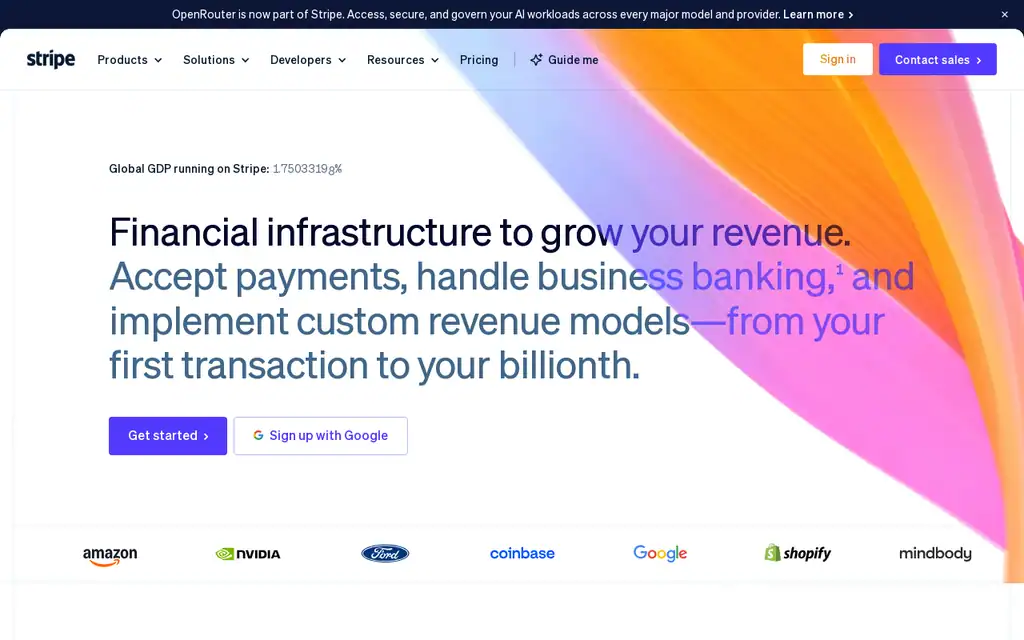 OpenRouter is now part of Stripe. Access, secure, and govern your AI workloads across every major model and provider. Learn more
stripe Products Solutions Developers Resources Pricing Guide me Sign in Contact sales
Global GDP running on Stripe: 1.75033198%
Financial infrastructure to grow your revenue.
Accept payments, handle business banking,¹ and
implement custom revenue models—from your
first transaction to your billionth.
Get started Sign up with Google
amazon NVIDIA Ford coinbase Google shopify mindbody